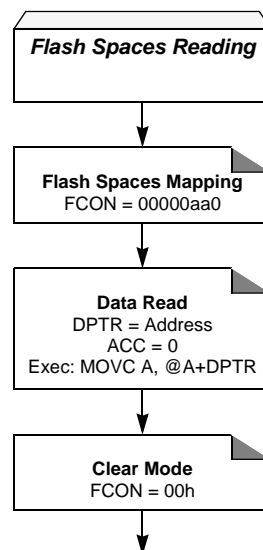 Flash Spaces Reading
Flash Spaces Mapping
FCON = 00000aa0
Data Read
DPTR = Address
ACC = 0
Exec: MOVC A, @A+DPTR
Clear Mode
FCON = 00h